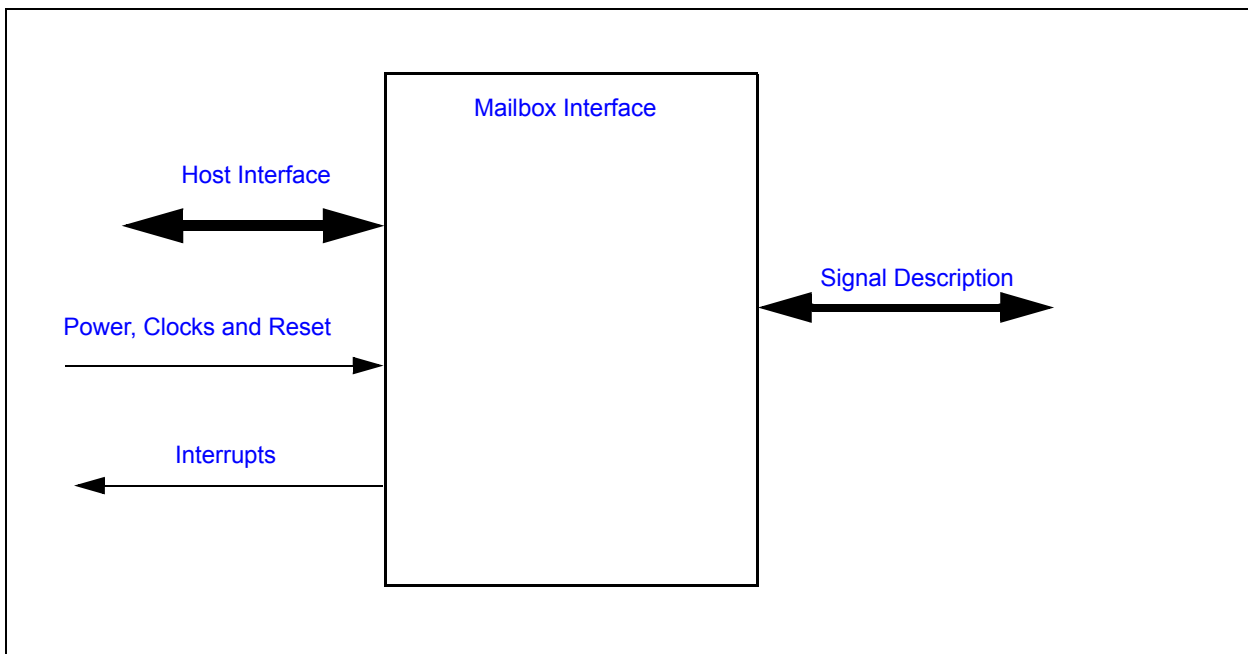 Mailbox Interface
Host Interface
Signal Description
Power, Clocks and Reset
Interrupts